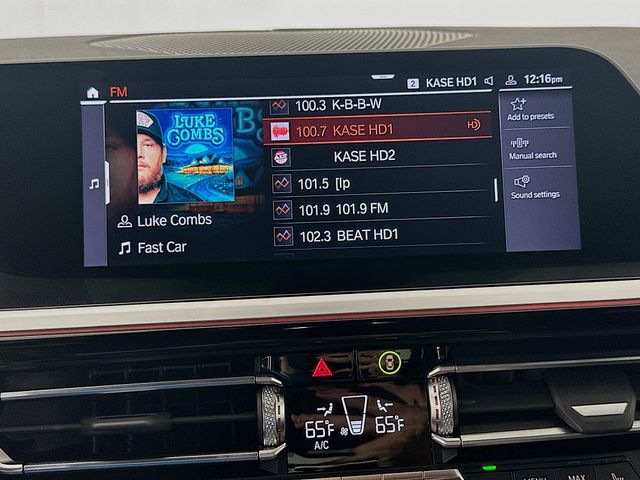 FM
2 KASE HD1
12:16pm
LUKE
COMBS
Luke Combs
Fast Car
100.3 K-B-B-W
100.7 KASE HD1
KASE HD2
101.5 [lp
101.9 101.9 FM
102.3 BEAT HD1
Add to presets
Manual search
Sound settings
65°F
65°F
A/C
MENU
MAX